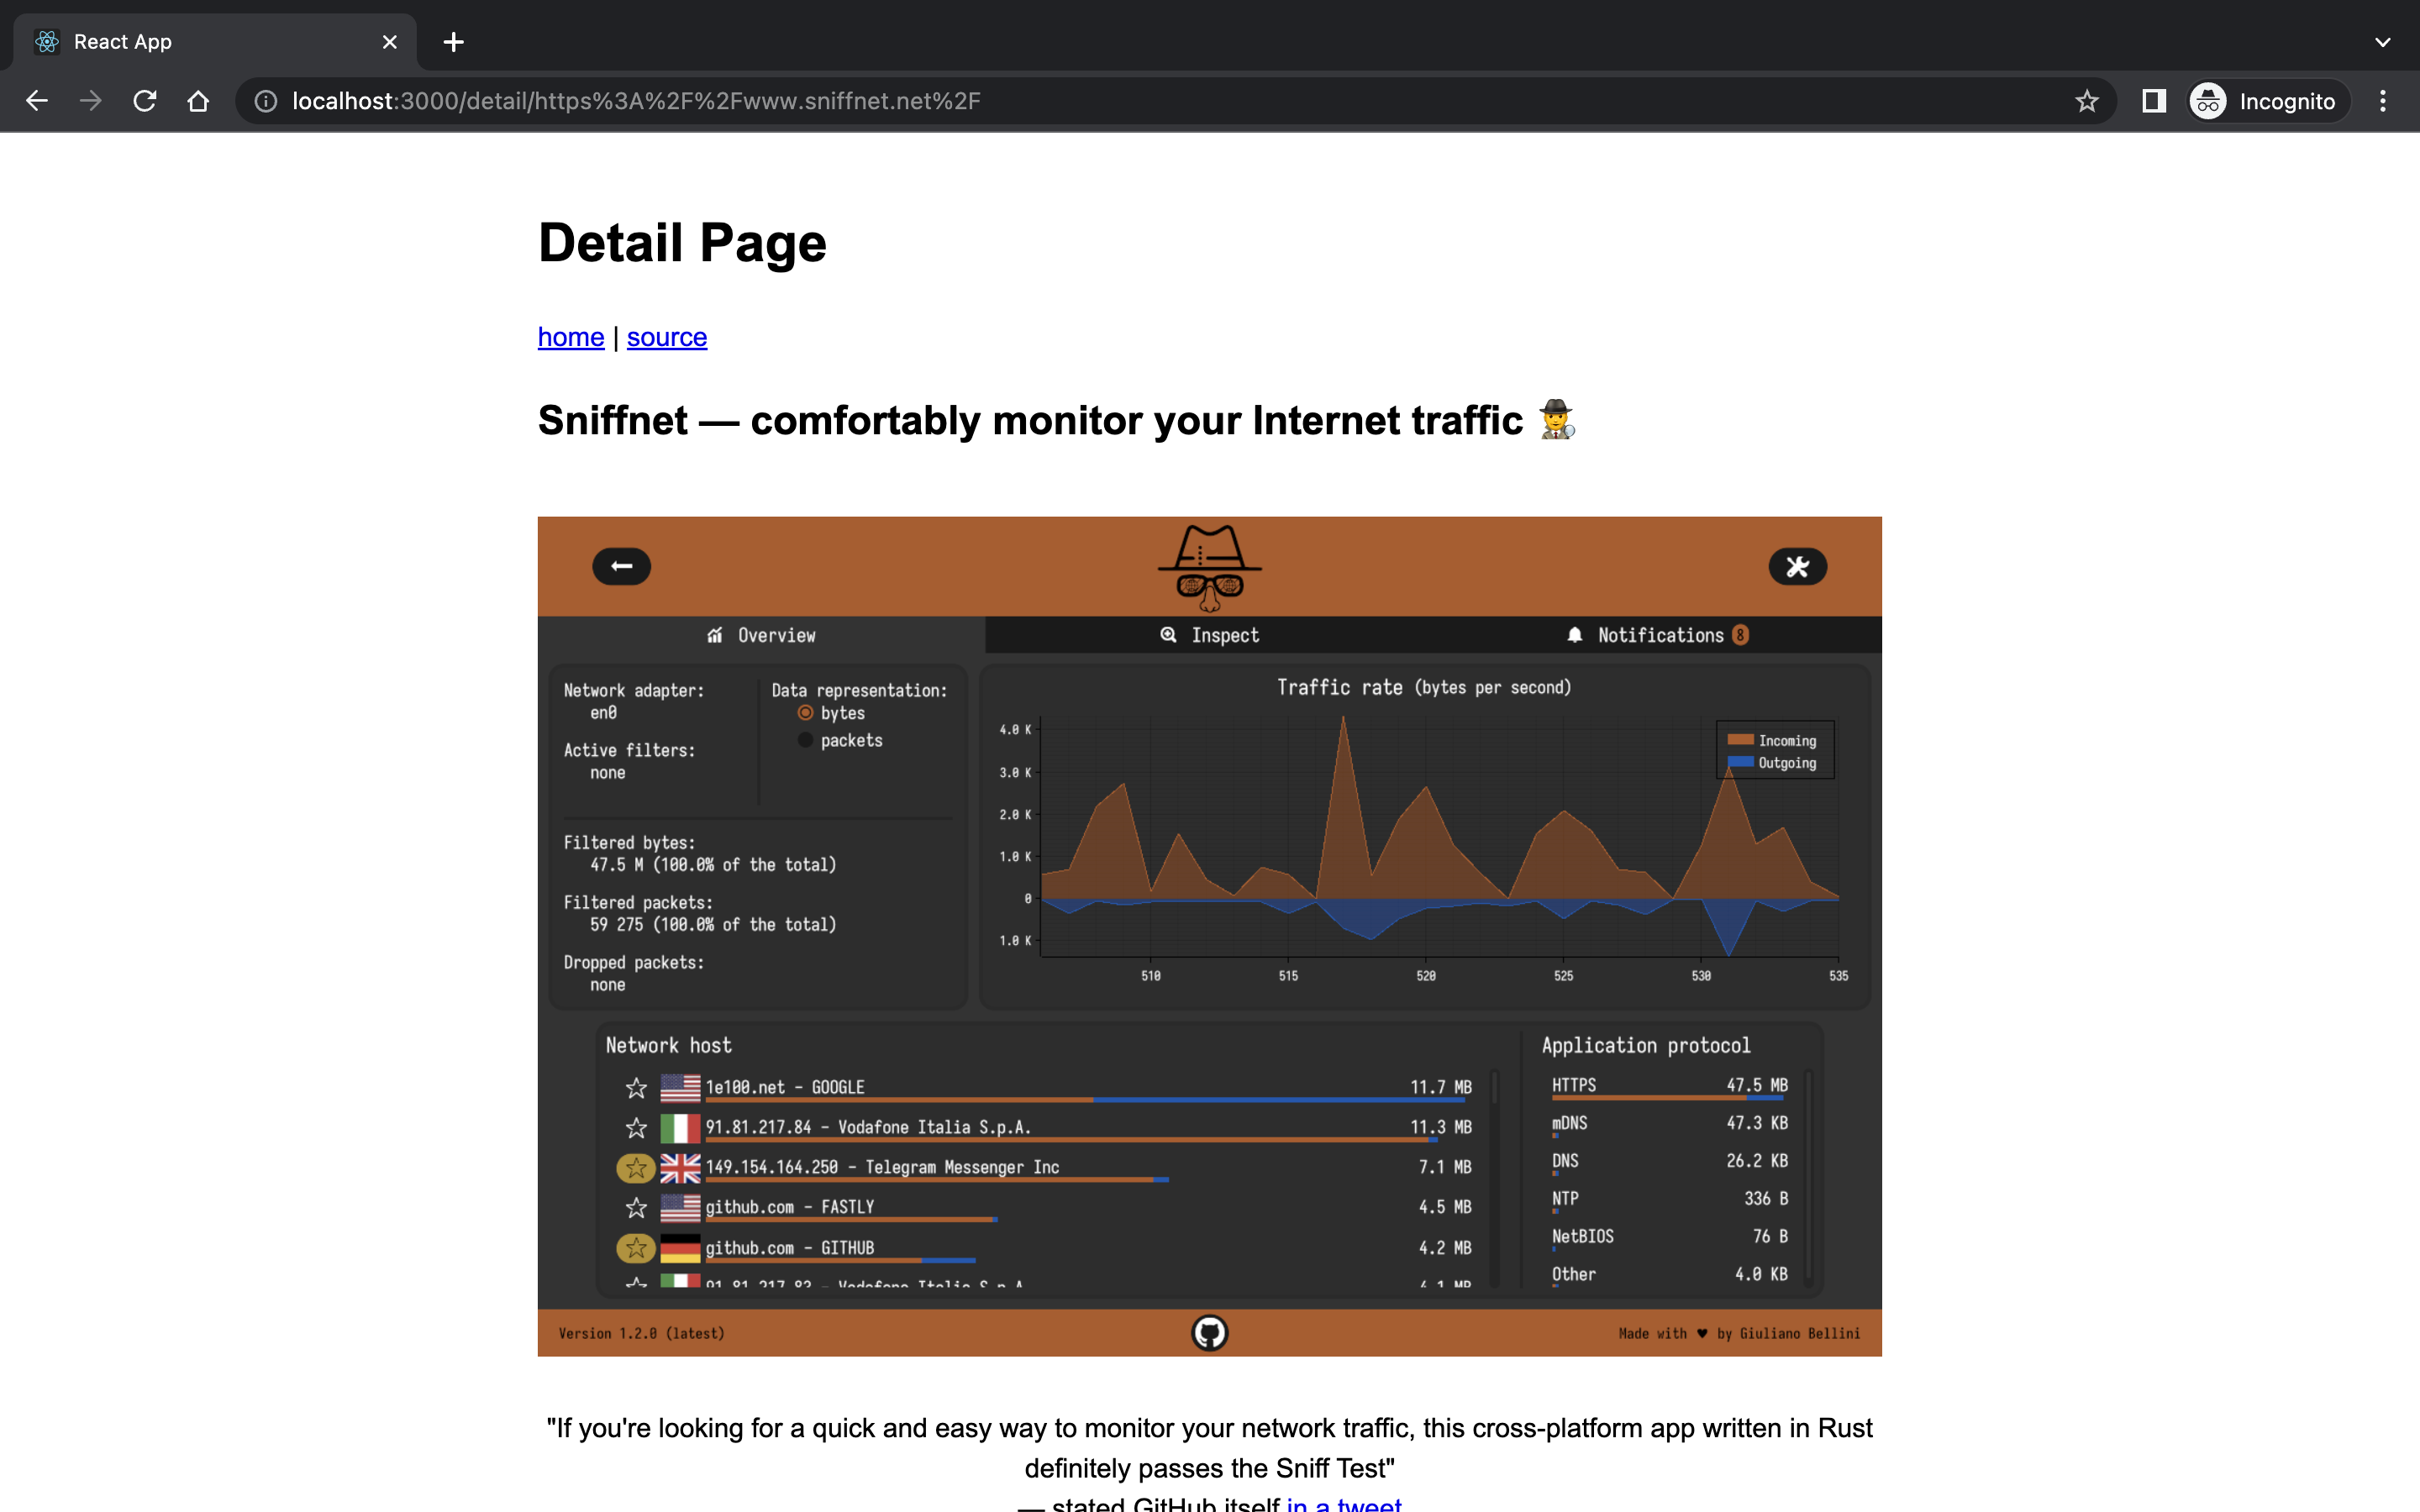 React App
localhost:3000/detail/https%3A%2F%2Fwww.sniffnet.net%2F
Incognito
Detail Page
home | source
Sniffnet — comfortably monitor your Internet traffic 🕵️
Overview
Inspect
Notifications 8
Network adapter:
en0
Active filters:
none
Data representation:
bytes
packets
Filtered bytes:
47.5 M (100.0% of the total)
Filtered packets:
59 275 (100.0% of the total)
Dropped packets:
none
Traffic rate (bytes per second)
4.0 K
3.0 K
2.0 K
1.0 K
0
1.0 K
Incoming
Outgoing
510 515 520 525 530 535
Network host
1e100.net - GOOGLE 11.7 MB
91.81.217.84 - Vodafone Italia S.p.A. 11.3 MB
149.154.164.250 - Telegram Messenger Inc 7.1 MB
github.com - FASTLY 4.5 MB
github.com - GITHUB 4.2 MB
91.81.217.83 - Vodafone Italia S.p.A. 4.1 MB
Application protocol
HTTPS 47.5 MB
mDNS 47.3 KB
DNS 26.2 KB
NTP 336 B
NetBIOS 76 B
Other 4.0 KB
Version 1.2.0 (latest)
Made with ♥ by Giuliano Bellini
"If you're looking for a quick and easy way to monitor your network traffic, this cross-platform app written in Rust
definitely passes the Sniff Test"
— stated GitHub itself in a tweet